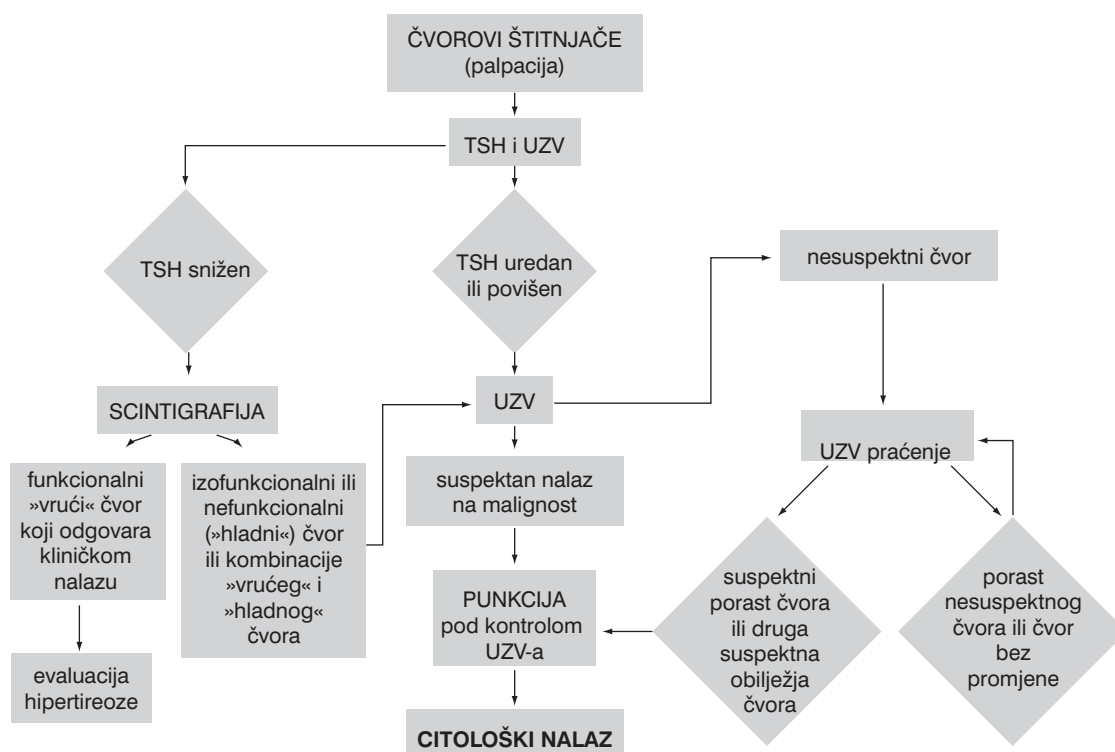 ČVOROVI ŠTITNJAČE
(palpacija)
TSH i UZV
TSH snižen
TSH uredan
ili povišen
nesuspektni čvor
SCINTIGRAFIJA
UZV
UZV praćenje
funkcionalni
»vrući« čvor
koji odgovara
kliničkom
nalazu
izofunkcionalni ili
nefunkcionalni
(»hladni«) čvor
ili kombinacije
»vrućeg« i
»hladnog«
čvora
suspektan nalaz
na malignost
PUNKCIJA
pod kontrolom
UZV-a
suspektni
porast čvora
ili druga
suspektna
obilježja
čvora
porast
nesuspektnog
čvora ili čvor
bez
promjene
evaluacija
hipertireoze
CITOLOŠKI NALAZ